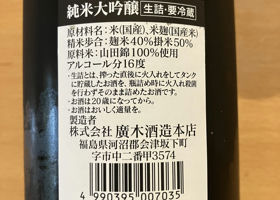 純米大吟醸 生詰・要冷蔵
原材料名:米(国産)、米麹(国産米)
精米歩合:麹米40%掛米50%
原料米:山田錦100%使用
アルコール分16度
生詰とは、搾った直後に火入れをしてタンク
に貯蔵したお酒を、瓶詰め時に火入れ殺菌
を行わずそのまま詰めたお酒です。
・お酒は20歳になってから。
・お酒はおいしく適量を。
製造者
株式会社 廣木酒造本店
福島県河沼郡会津坂下町
字市中二番甲3574
4990395007035